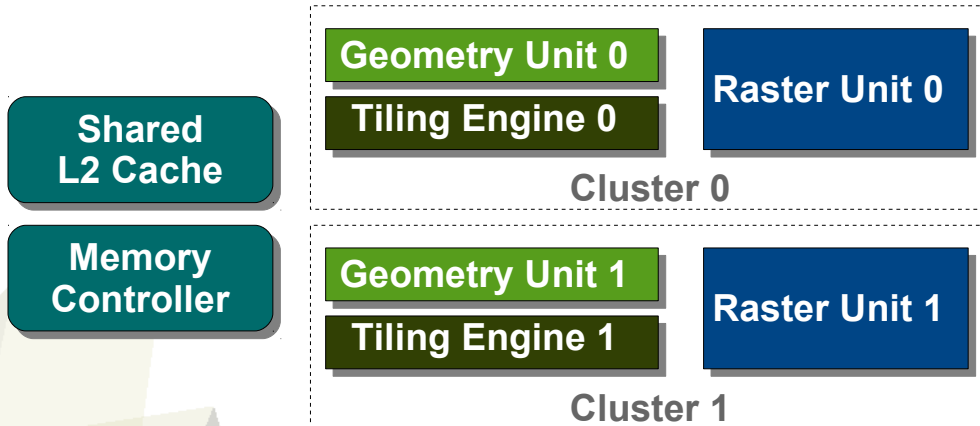 Shared
L2 Cache
Memory
Controller
Geometry Unit 0
Tiling Engine 0
Raster Unit 0
Cluster 0
Geometry Unit 1
Tiling Engine 1
Raster Unit 1
Cluster 1